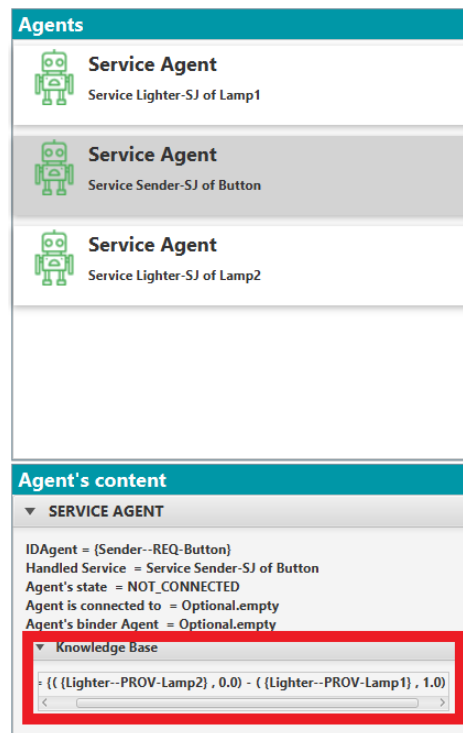 Agents
Service Agent
Service Lighter-SJ of Lamp1
Service Agent
Service Sender-SJ of Button
Service Agent
Service Lighter-SJ of Lamp2
Agent's content
SERVICE AGENT
IDAgent = {Sender--REQ-Button}
Handled Service = Service Sender-SJ of Button
Agent's state = NOT_CONNECTED
Agent is connected to = Optional.empty
Agent's binder Agent = Optional.empty
Knowledge Base
= {( {Lighter--PROV-Lamp2} , 0.0) - ( {Lighter--PROV-Lamp1} , 1.0)